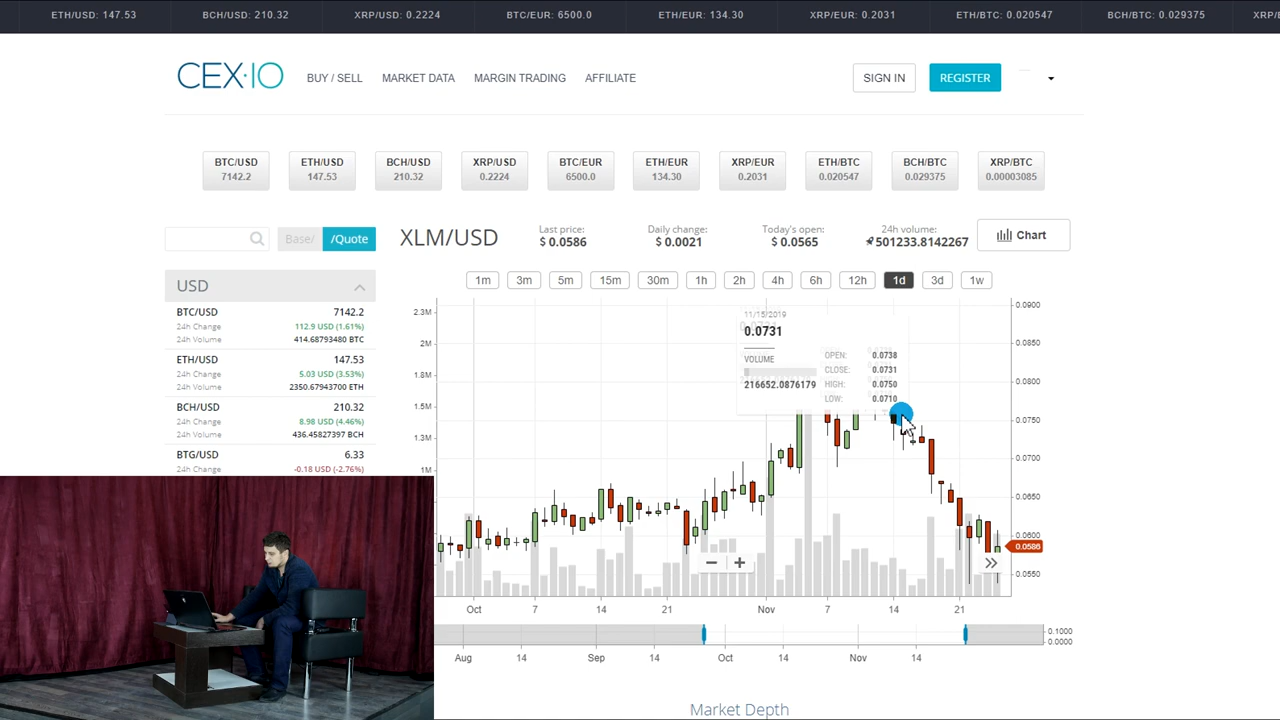 ETH/USD: 147.53 BCH/USD: 210.32 XRP/USD: 0.2224 BTC/EUR: 6500.0 ETH/EUR: 134.30 XRP/EUR: 0.2031 ETH/BTC: 0.020547 BCH/BTC: 0.029375
CEX·IO BUY / SELL MARKET DATA MARGIN TRADING AFFILIATE SIGN IN REGISTER
BTC/USD ETH/USD BCH/USD XRP/USD BTC/EUR ETH/EUR XRP/EUR ETH/BTC BCH/BTC XRP/BTC
7142.2 147.53 210.32 0.2224 6500.0 134.30 0.2031 0.020547 0.029375 0.00003085
Base/ /Quote
XLM/USD
Last price: Daily change: Today's open: 24h volume:
$ 0.0586 $ 0.0021 $ 0.0565 501233.8142267
Chart
USD
BTC/USD 7142.2
24h Change 112.9 USD (1.61%)
24h Volume 414.68793480 BTC
ETH/USD 147.53
24h Change 5.03 USD (3.53%)
24h Volume 2350.67943700 ETH
BCH/USD 210.32
24h Change 8.98 USD (4.46%)
24h Volume 436.45827397 BCH
BTG/USD 6.33
24h Change -0.18 USD (-2.76%)
1m 3m 5m 15m 30m 1h 2h 4h 6h 12h 1d 3d 1w
2.3M
2M
1.8M
1.5M
1.3M
1M
11/15/2019
0.0731
VOLUME
216652.0876179
OPEN: 0.0738
CLOSE: 0.0731
HIGH: 0.0750
LOW: 0.0710
0.0900
0.0850
0.0800
0.0750
0.0700
0.0650
0.0600
0.0586
0.0550
Oct 7 14 21 Nov 7 14 21
0.1000
0.0000
Aug 14 Sep 14 Oct 14 Nov 14
Market Depth